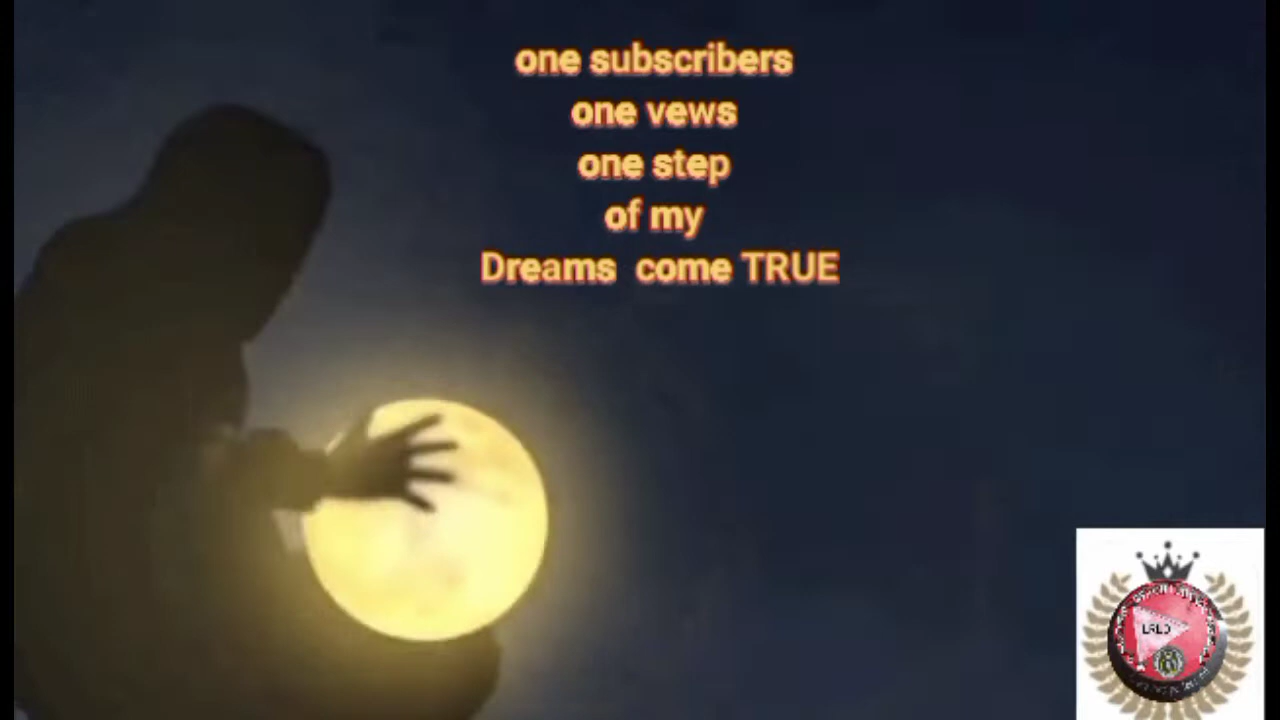 one subscribers
one vews
one step
of my
Dreams come TRUE